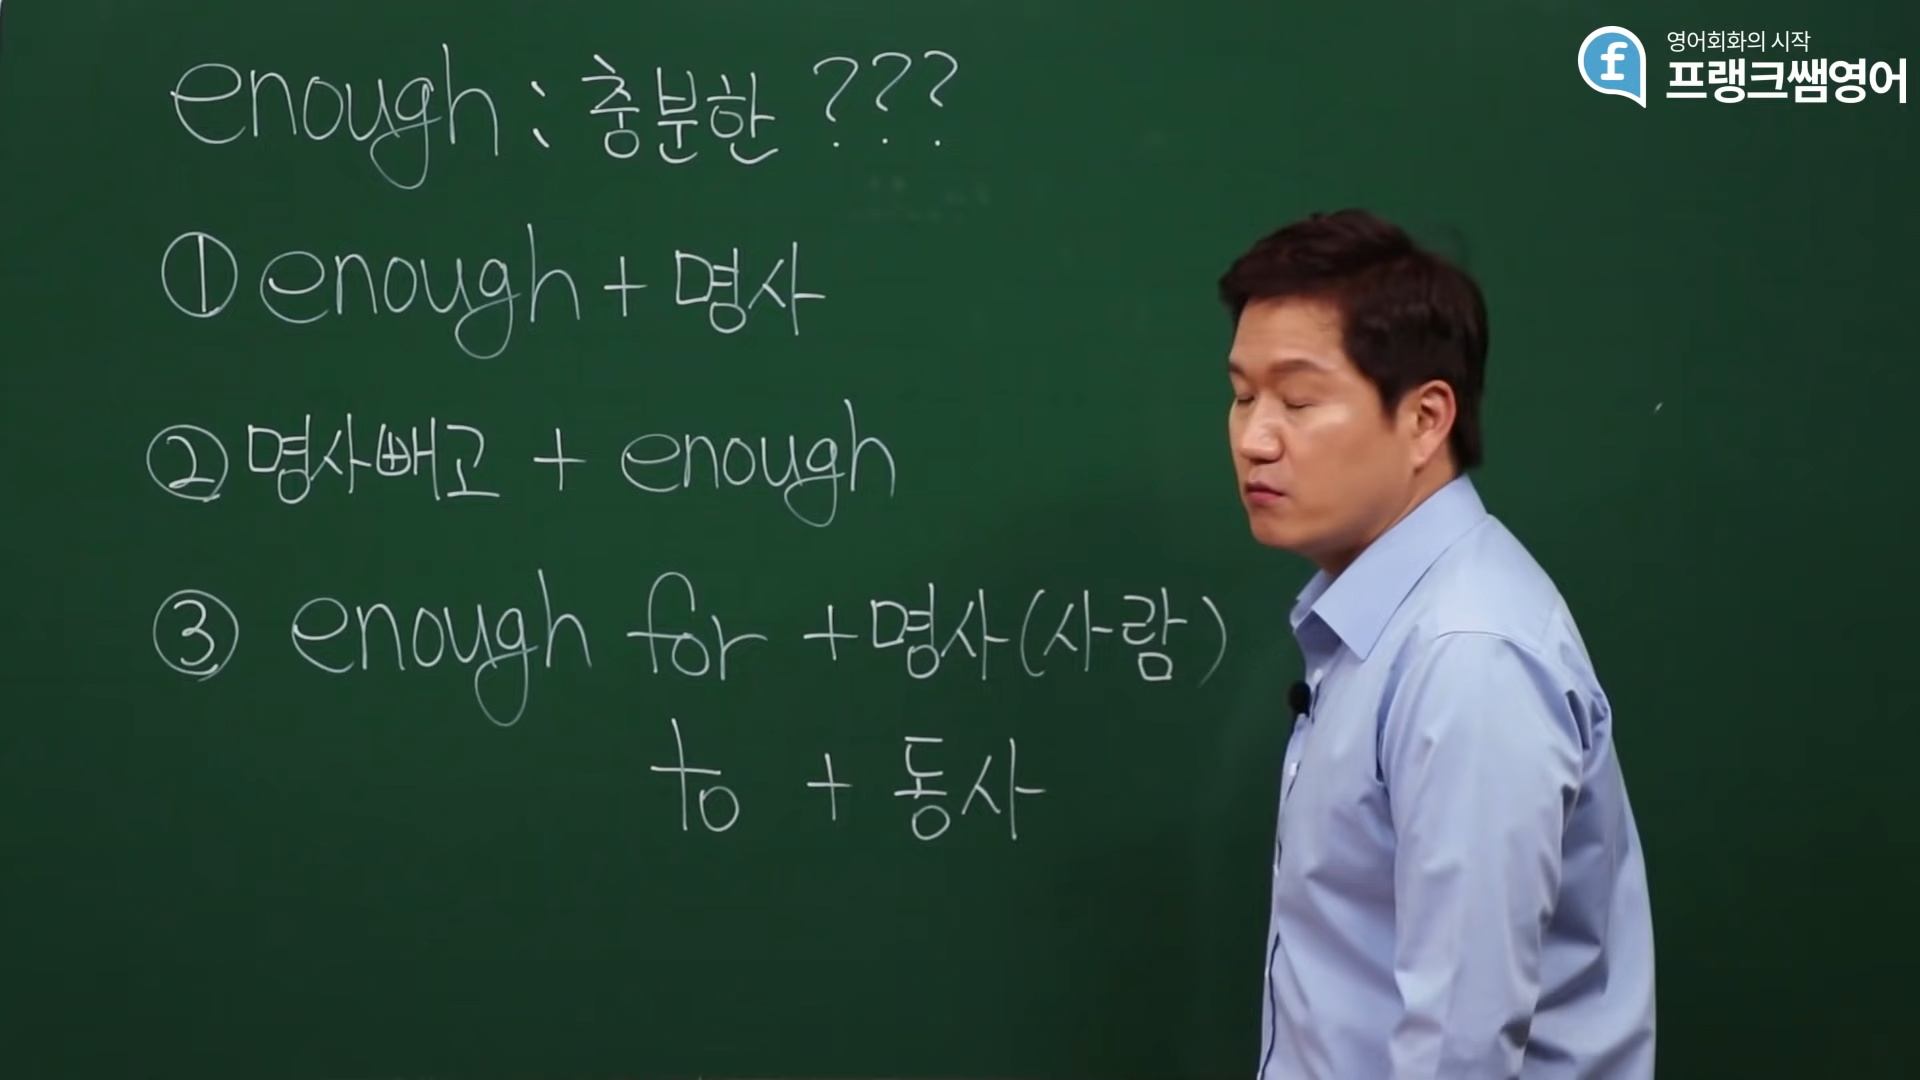 enough : 충분한 ???
① enough + 명사
② 명사빼고 + enough
③ enough for + 명사(사람)
to + 동사
f
영어회화의 시작
프랭크쌤영어